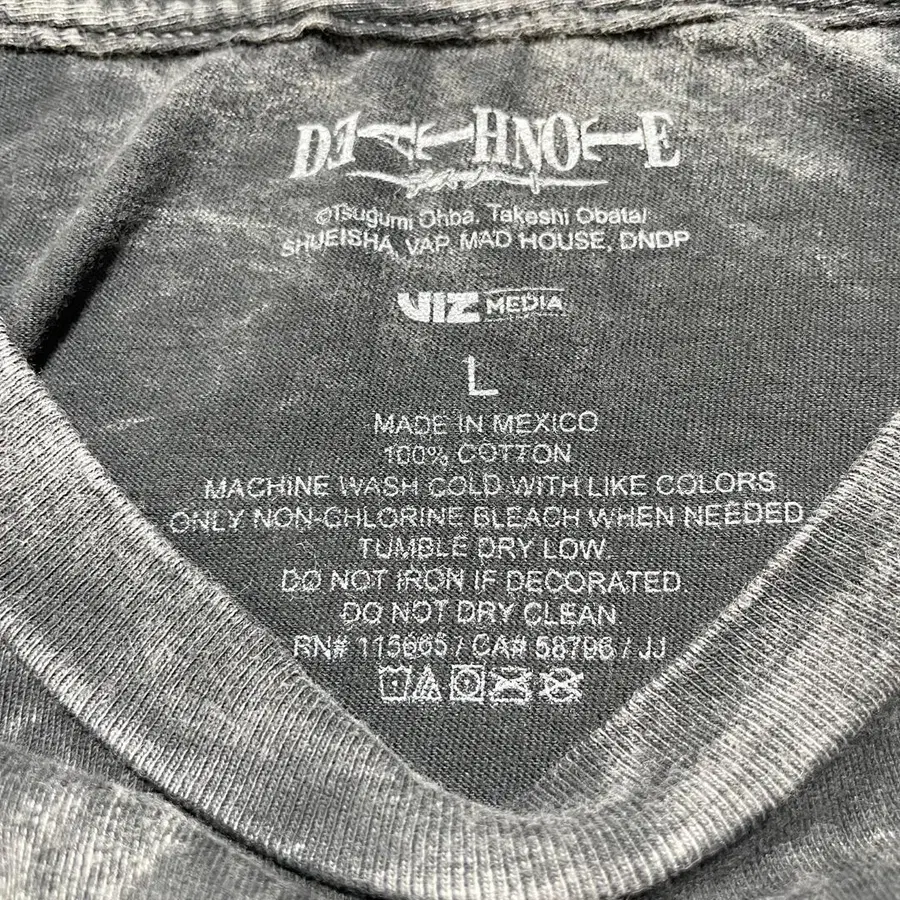 DEATHNOTE
©Tsugumi Ohba, Takeshi Obata/
SHUEISHA, VAP, MAD HOUSE, DNDP
VIZ MEDIA
L
MADE IN MEXICO
100% COTTON
MACHINE WASH COLD WITH LIKE COLORS
ONLY NON-CHLORINE BLEACH WHEN NEEDED
TUMBLE DRY LOW.
DO NOT IRON IF DECORATED.
DO NOT DRY CLEAN
RN# 115665 / CA# 58796 / JJ